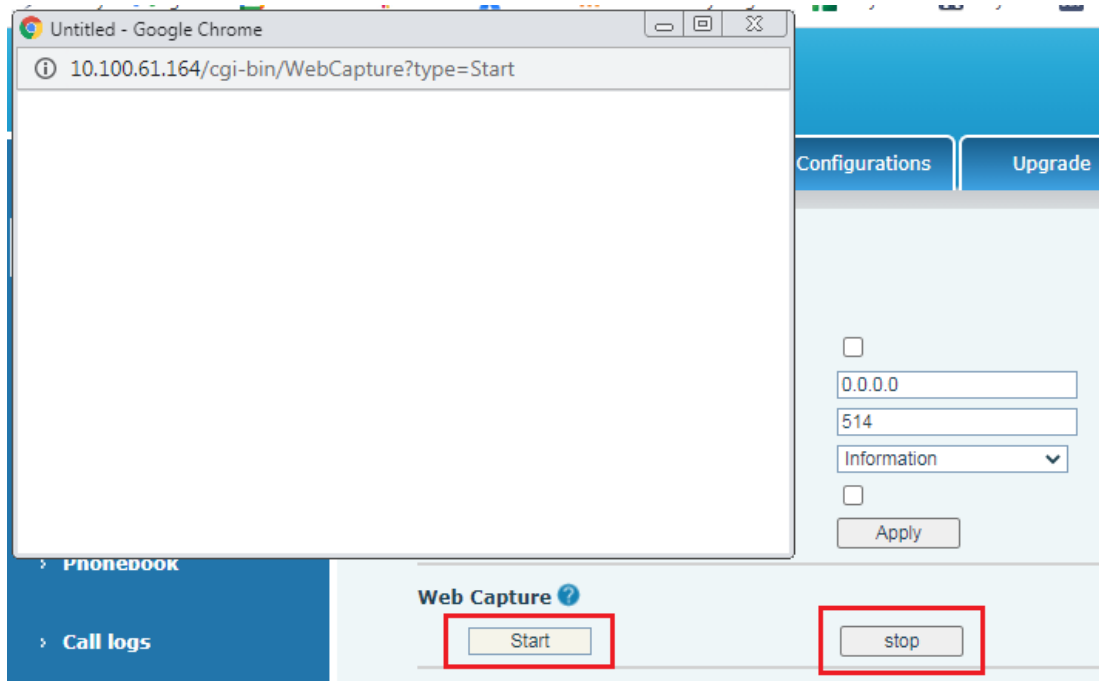 Untitled - Google Chrome
10.100.61.164/cgi-bin/WebCapture?type=Start
Configurations
Upgrade
0.0.0.0
514
Information
Apply
Phonebook
Web Capture ?
Start
stop
Call logs